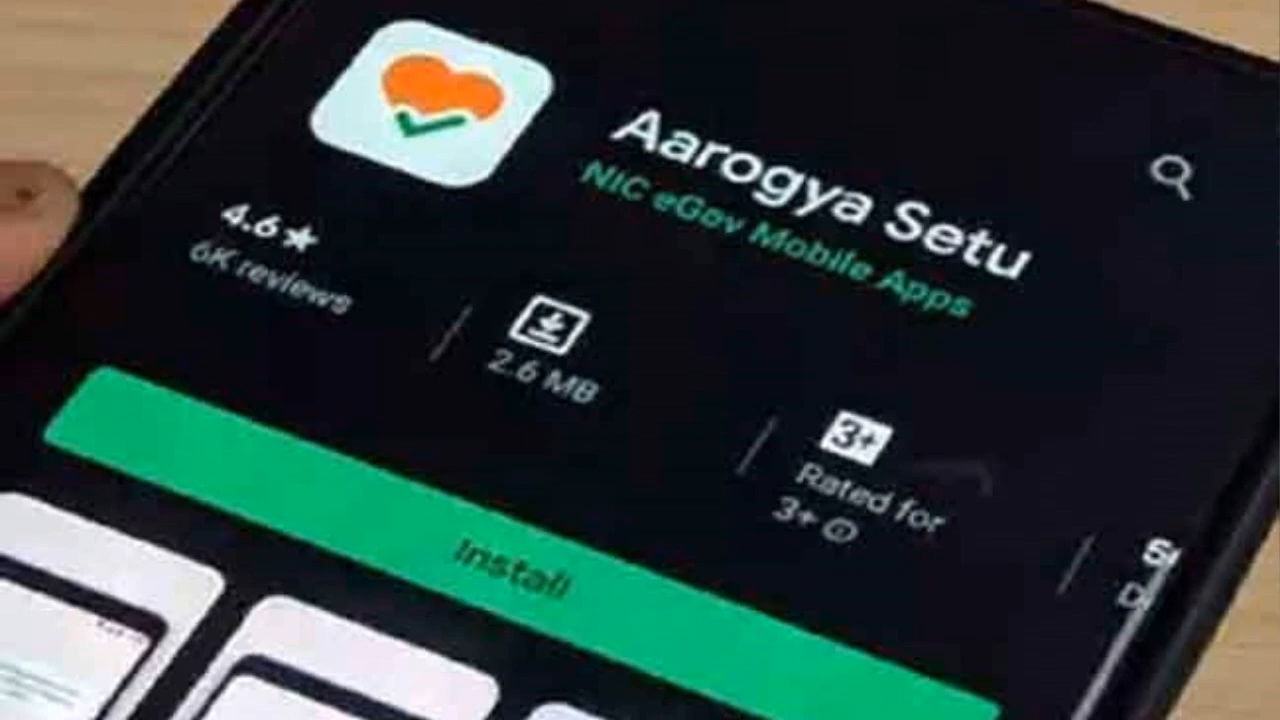 Aarogya Setu
NIC eGov Mobile Apps
4.6★
6K reviews
2.6 MB
3+
Rated for
3+
Install